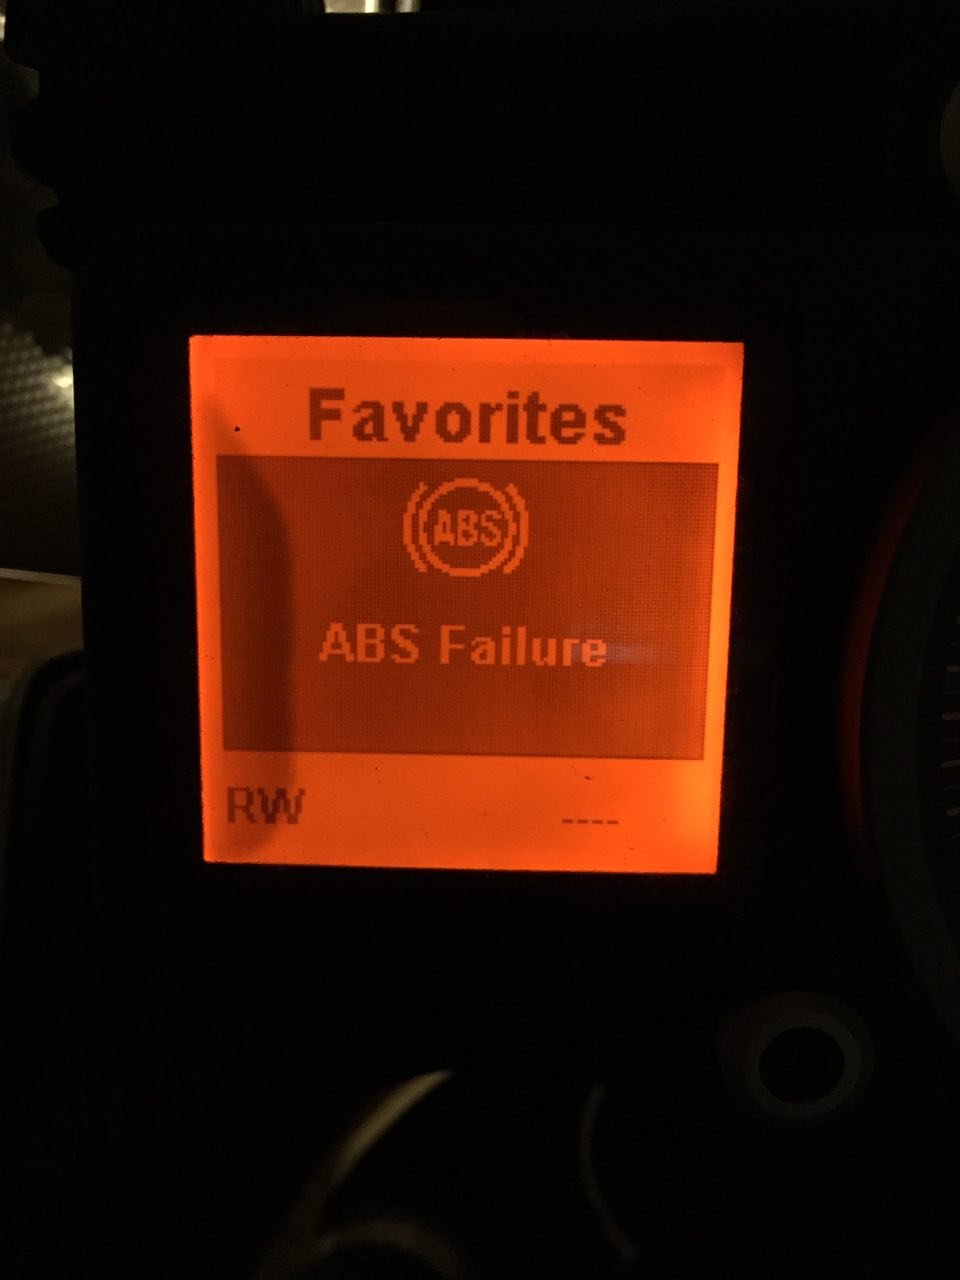 Favorites
ABS
ABS Failure
RW ----